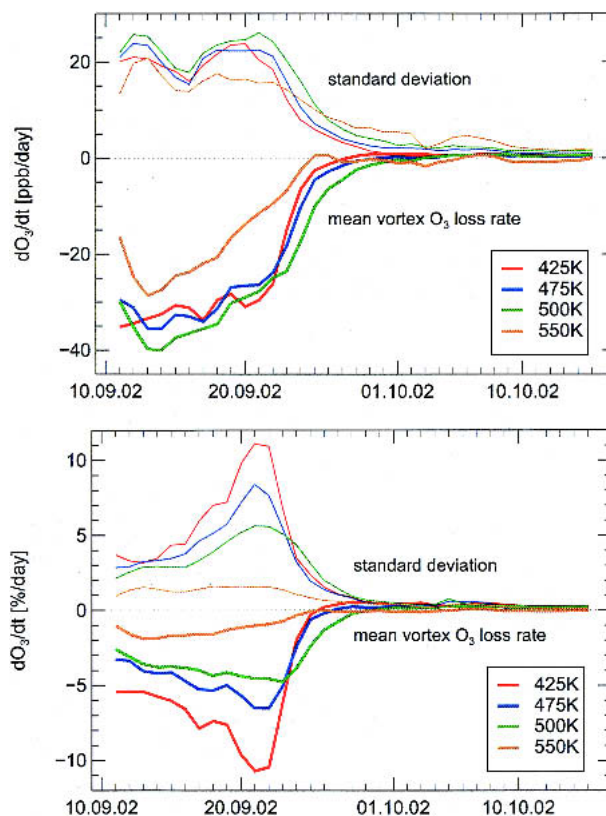 dO₃/dt [ppb/day]
20
0
−20
−40
standard deviation
mean vortex O₃ loss rate
425K
475K
500K
550K
10.09.02 20.09.02 01.10.02 10.10.02
dO₃/dt [%/day]
10
5
0
−5
−10
standard deviation
mean vortex O₃ loss rate
425K
475K
500K
550K
10.09.02 20.09.02 01.10.02 10.10.02